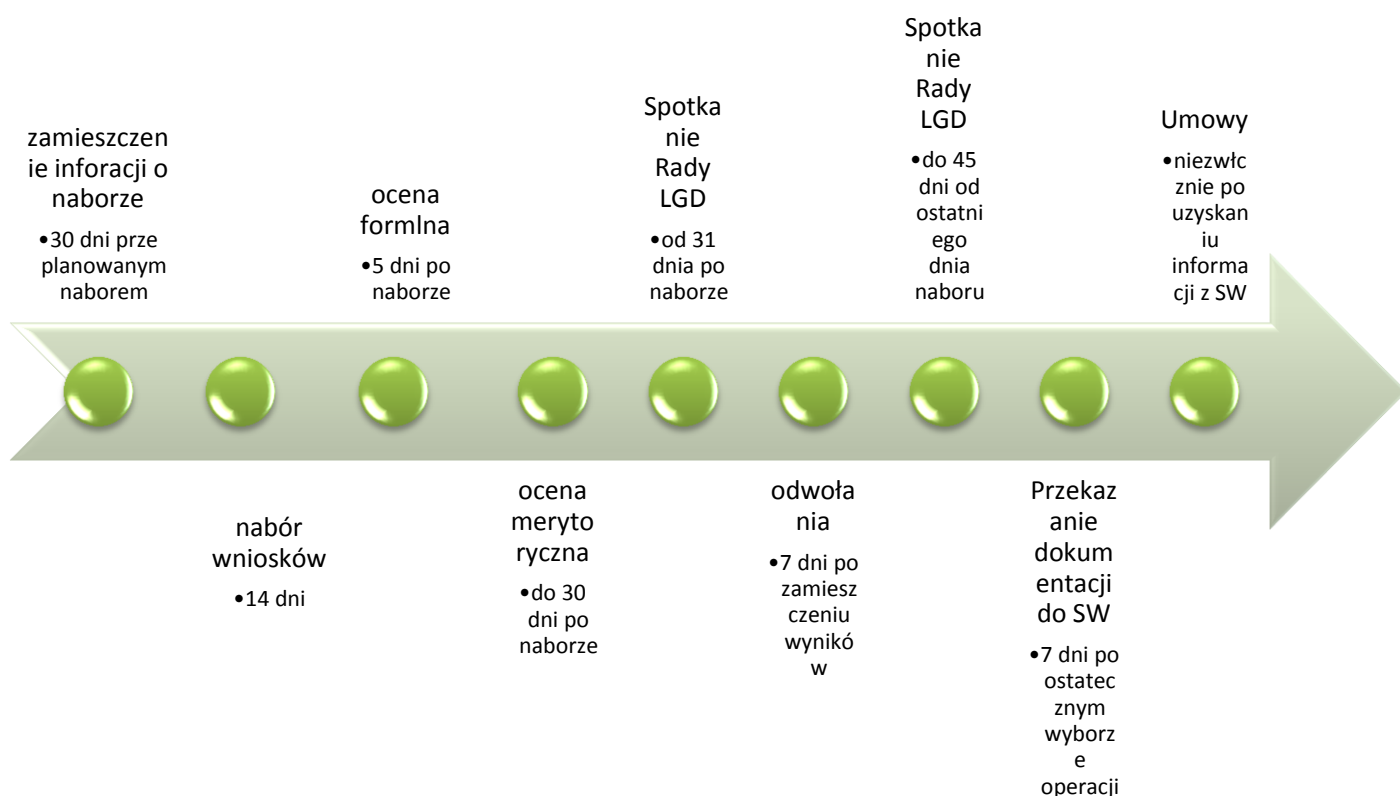 zamieszczen
ie inforacji o
naborze
•30 dni prze
planowanym
naborem
nabór
wniosków
•14 dni
ocena
formlna
•5 dni po
naborze
ocena
meryto
ryczna
•do 30
dni po
naborze
Spotka
nie
Rady
LGD
•od 31
dnia po
naborze
odwoła
nia
•7 dni po
zamiesz
czeniu
wynikó
w
Spotka
nie
Rady
LGD
•do 45
dni od
ostatni
ego
dnia
naboru
Przekaz
anie
dokum
entacji
do SW
•7 dni po
ostatec
znym
wyborz
e
operacji
Umowy
•niezwłc
znie po
uzyskan
iu
informa
cji z SW